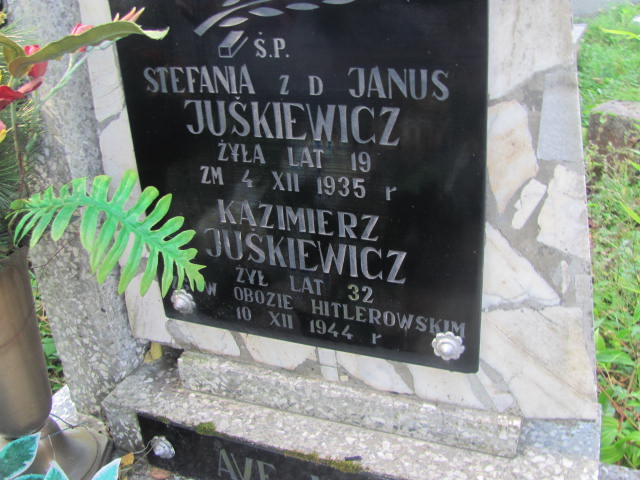 Ś.P.
STEFANIA Z D JANUS
JUŚKIEWICZ
ŻYŁA LAT 19
ZM 4 XII 1935 r
KAZIMIERZ
JUŚKIEWICZ
ŻYŁ LAT 32
W OBOZIE HITLEROWSKIM
10 XII 1944 r
AVE